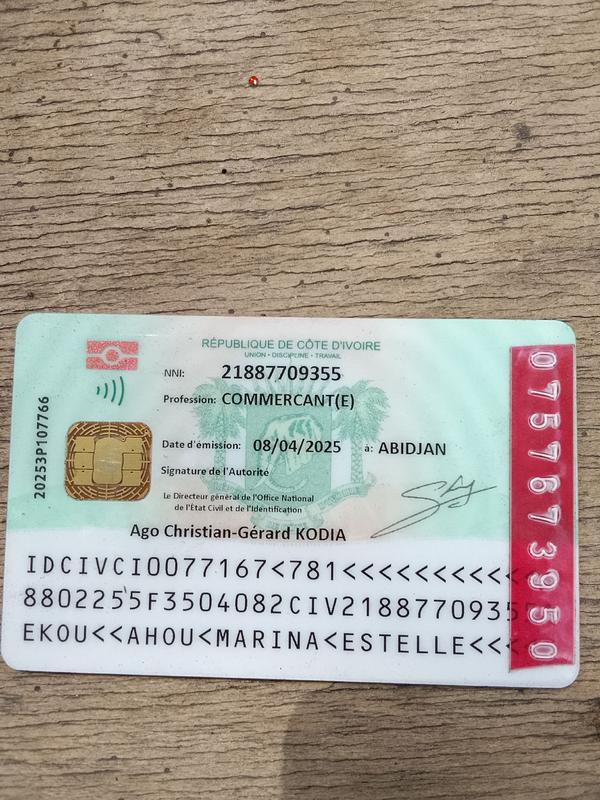 RÉPUBLIQUE DE CÔTE D'IVOIRE
UNION • DISCIPLINE • TRAVAIL
NNI: 21887709355
Profession: COMMERCANT(E)
Date d'émission: 08/04/2025 à: ABIDJAN
Signature de l'Autorité
Le Directeur général de l'Office National
de l'État Civil et de l'Identification
Ago Christian-Gérard KODIA
20253P107766
IDCIVCI0077167<781<<<<<<<<<<
8802255F3504082CIV2188770935
EKOU<<AHOU<MARINA<ESTELLE<<<
0757673950